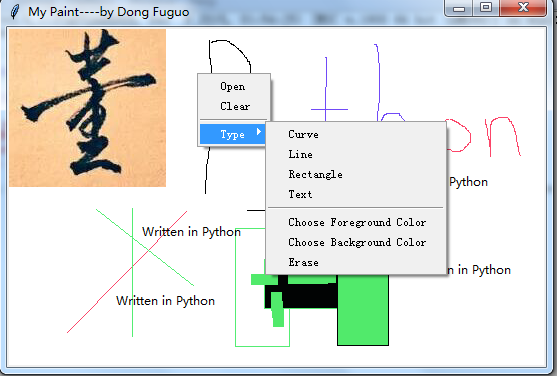 My Paint----by Dong Fuguo
董
P t h o n
Open
Clear
Type
Curve
Line
Rectangle
Text
Choose Foreground Color
Choose Background Color
Erase
Python
Written in Python
n in Python
Written in Python